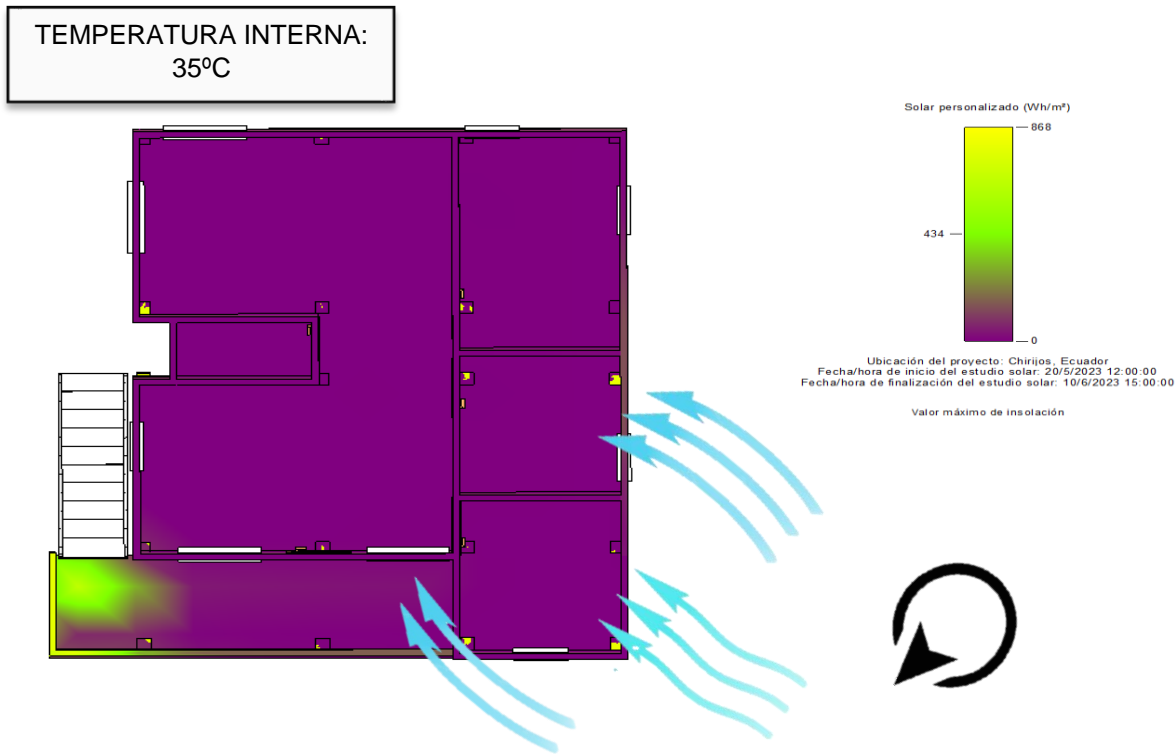 TEMPERATURA INTERNA:
35ºC
Solar personalizado (Wh/m²)
868
434
0
Ubicación del proyecto: Chirijos, Ecuador
Fecha/hora de inicio del estudio solar: 20/5/2023 12:00:00
Fecha/hora de finalización del estudio solar: 10/6/2023 15:00:00
Valor máximo de insolación